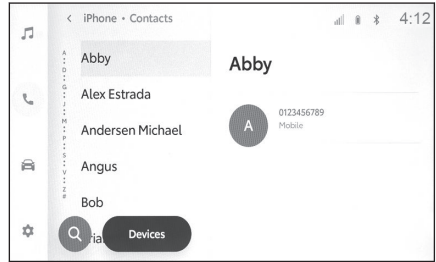 iPhone • Contacts
4:12
A
D
G
J
M
P
S
V
Z
#
Abby
Alex Estrada
Andersen Michael
Angus
Bob
Devices
Abby
A
0123456789
Mobile